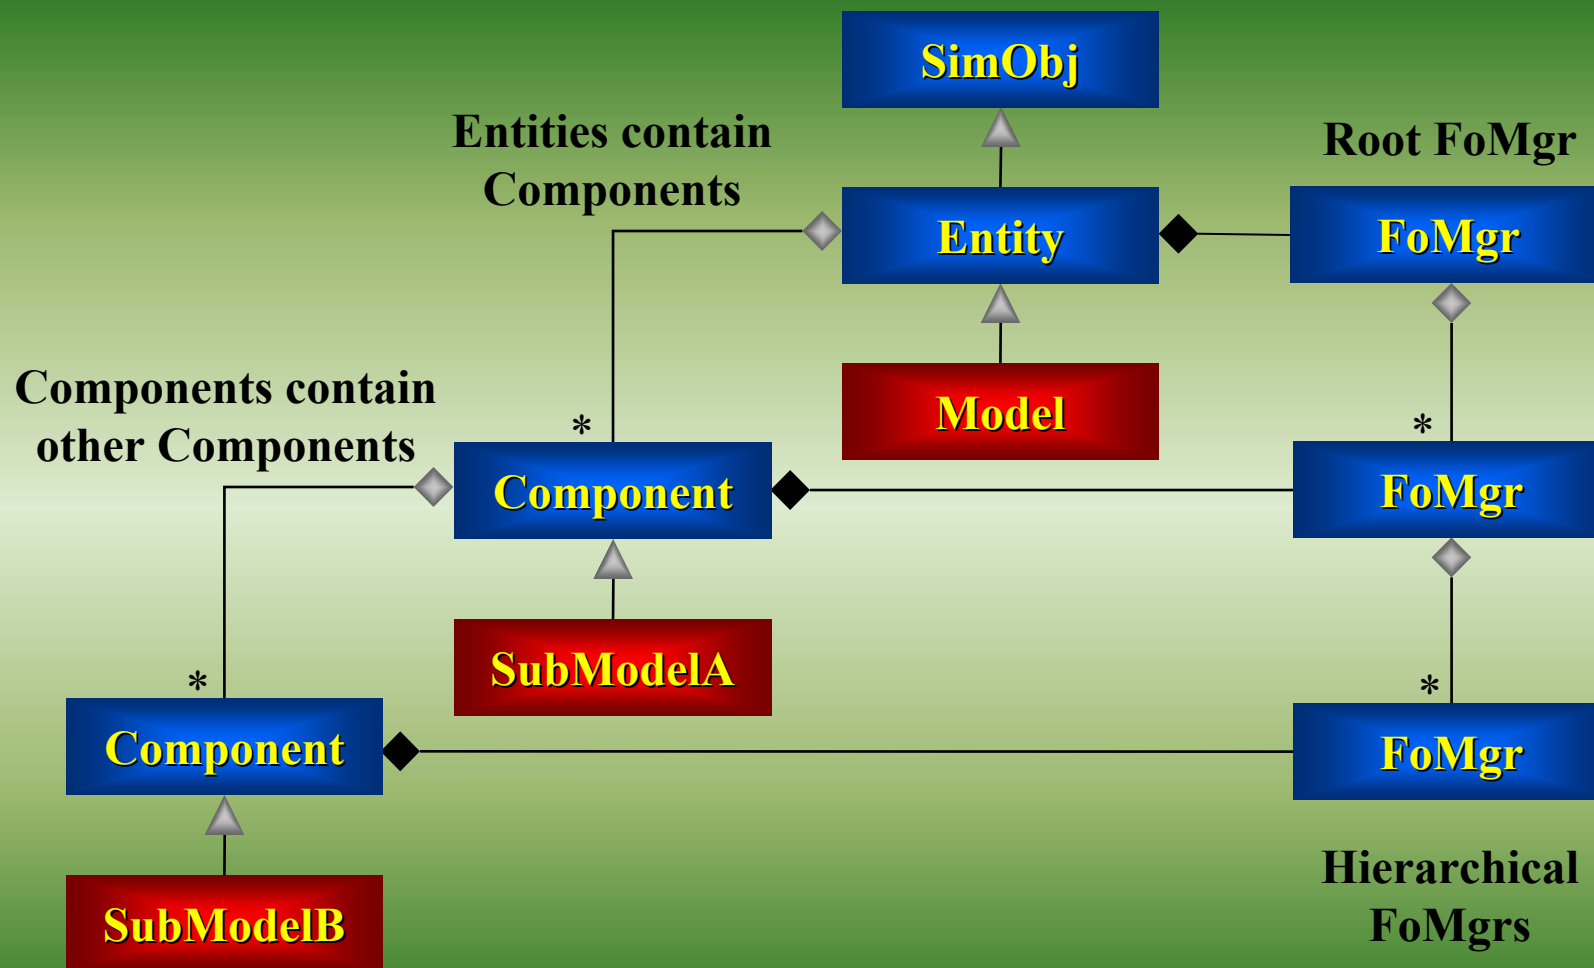 SimObj
Entities contain
Components
Root FoMgr
Entity
FoMgr
Components contain
other Components
Model
*
*
Component
FoMgr
SubModelA
*
*
Component
FoMgr
Hierarchical
FoMgrs
SubModelB